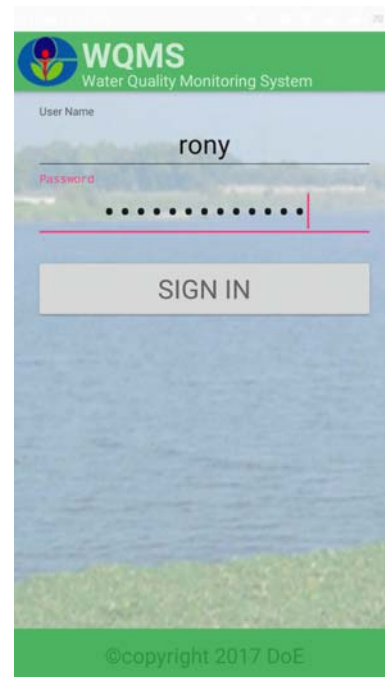 WQMS
Water Quality Monitoring System
User Name
rony
Password
•••••••••••••
SIGN IN
©copyright 2017 DoE